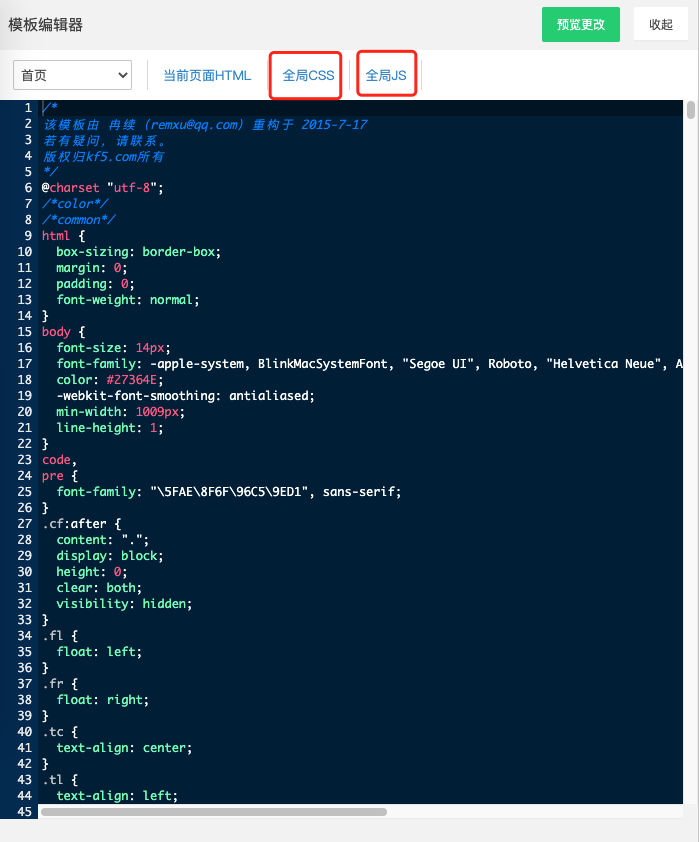 模板编辑器 预览更改 收起
首页 当前页面HTML 全局CSS 全局JS
1 /*
2 该模板由 冉续 (remxu@qq.com) 重构于 2015-7-17
3 若有疑问, 请联系。
4 版权归kf5.com所有
5 */
6 @charset "utf-8";
7 /*color*/
8 /*common*/
9 html {
10 box-sizing: border-box;
11 margin: 0;
12 padding: 0;
13 font-weight: normal;
14 }
15 body {
16 font-size: 14px;
17 font-family: -apple-system, BlinkMacSystemFont, "Segoe UI", Roboto, "Helvetica Neue", A
18 color: #27364E;
19 -webkit-font-smoothing: antialiased;
20 min-width: 1009px;
21 line-height: 1;
22 }
23 code,
24 pre {
25 font-family: "\5FAE\8F6F\96C5\9ED1", sans-serif;
26 }
27 .cf:after {
28 content: ".";
29 display: block;
30 height: 0;
31 clear: both;
32 visibility: hidden;
33 }
34 .fl {
35 float: left;
36 }
37 .fr {
38 float: right;
39 }
40 .tc {
41 text-align: center;
42 }
43 .tl {
44 text-align: left;
45